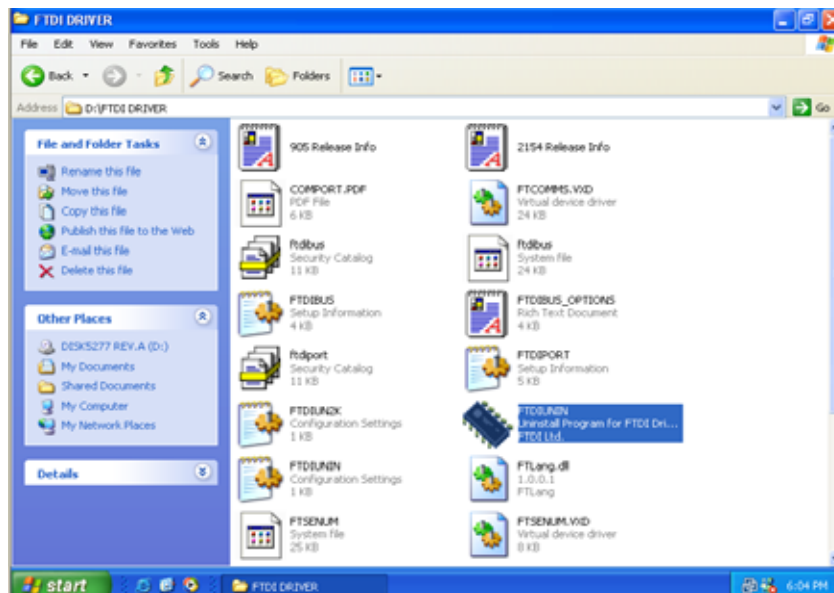 FTDI DRIVER
File Edit View Favorites Tools Help
Back Search Folders
Address D:\FTDI DRIVER Go
File and Folder Tasks
Rename this file
Move this file
Copy this file
Publish this file to the Web
E-mail this file
Delete this file
Other Places
DISK5277 REV.A (D:)
My Documents
Shared Documents
My Computer
My Network Places
Details
905 Release Info
2154 Release Info
COMPORT.PDF
PDF File
6 KB
FTCOMMS.VXD
Virtual device driver
24 KB
ftdibus
Security Catalog
11 KB
ftdibus
System file
24 KB
FTDIBUS
Setup Information
4 KB
FTDIBUS_OPTIONS
Rich Text Document
4 KB
ftdiport
Security Catalog
11 KB
FTDIPORT
Setup Information
5 KB
FTDIUN2K
Configuration Settings
1 KB
FTDIUNIN
Uninstall Program for FTDI Dri...
FTDI Ltd.
FTDIUNIN
Configuration Settings
1 KB
FTLang.dll
1.0.0.1
FTLang
FTSENUM
System file
25 KB
FTSENUM.VXD
Virtual device driver
8 KB
start FTDI DRIVER 6:04 PM